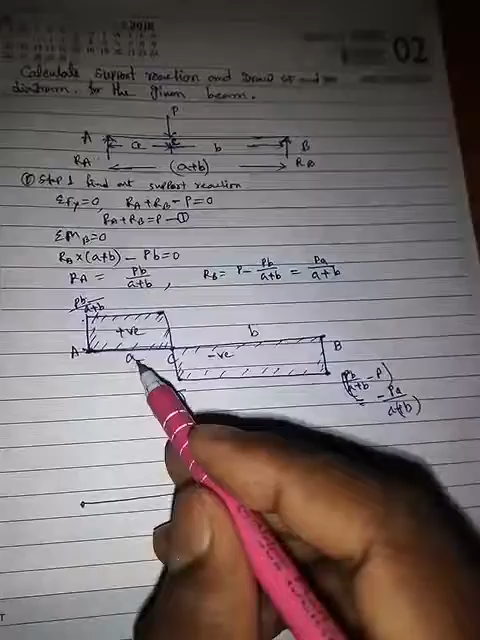 02
Calculate support reaction and Draw sf and
diagram. for the given beam.
P
A a c b B
RA (a+b) RB
① Step 1 find out support reaction
ΣFy=0 RA+RB-P=0
RA+RB=P-①
ΣMB=0
RA×(a+b) - Pb=0
RA = Pb/a+b , RB= P- Pb/a+b = Pa/a+b
Pb/a+b
+ve b
A a C -ve B
(Pb/a+b - P)
= -Pa/a+b)